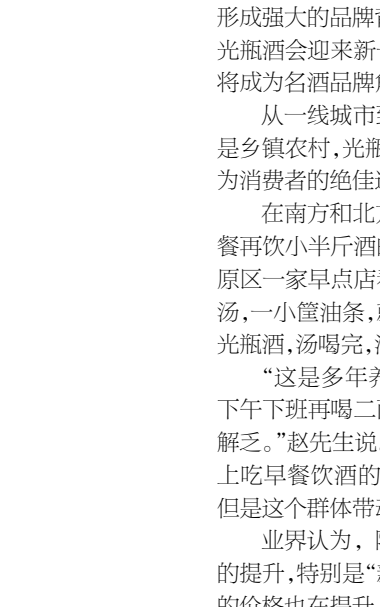 形成强大的品牌
光瓶酒会迎来新
将成为名酒品牌
从一线城市
是乡镇农村，光瓶
为消费者的绝佳
在南方和北
餐再饮小半斤酒
原区一家早点店
汤，一小筐油条，
光瓶酒，汤喝完，
“这是多年养
下午下班再喝二
解乏。”赵先生说
上吃早餐饮酒的
但是这个群体带
业界认为，
的提升，特别是“
的价格也在提升